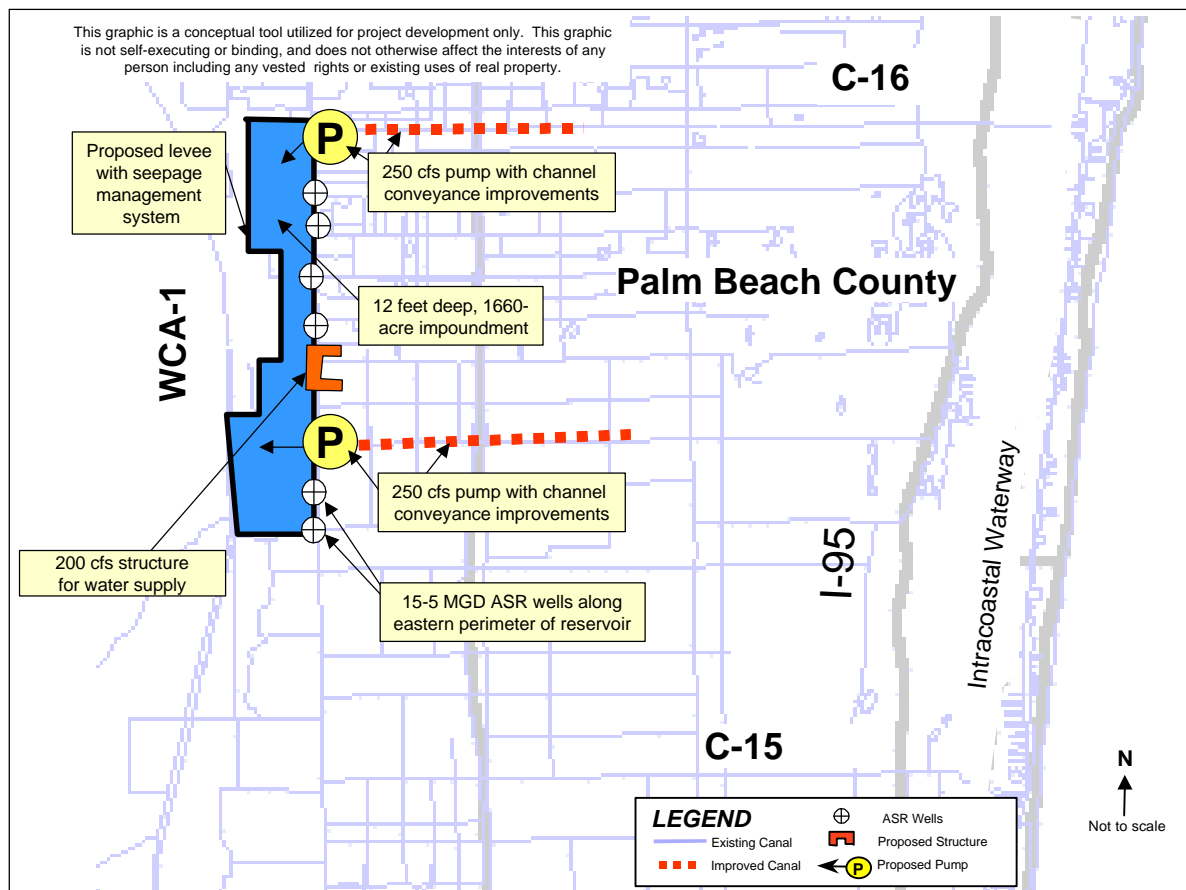 This graphic is a conceptual tool utilized for project development only. This graphic
is not self-executing or binding, and does not otherwise affect the interests of any
person including any vested rights or existing uses of real property.
C-16
P
Proposed levee
with seepage
management
system
250 cfs pump with channel
conveyance improvements
Palm Beach County
12 feet deep, 1660-
acre impoundment
WCA-1
P
250 cfs pump with channel
conveyance improvements
200 cfs structure
for water supply
15-5 MGD ASR wells along
eastern perimeter of reservoir
I-95
Intracoastal Waterway
C-15
N
Not to scale
LEGEND
Existing Canal
Improved Canal
ASR Wells
Proposed Structure
P
Proposed Pump